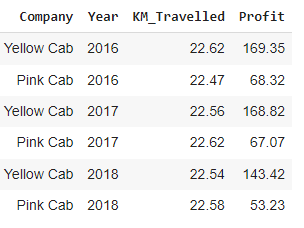 Company Year KM_Travelled Profit
Yellow Cab 2016 22.62 169.35
Pink Cab 2016 22.47 68.32
Yellow Cab 2017 22.56 168.82
Pink Cab 2017 22.62 67.07
Yellow Cab 2018 22.54 143.42
Pink Cab 2018 22.58 53.23